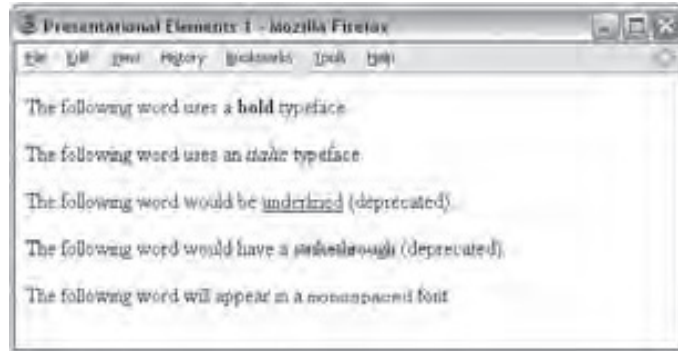 Presentational Elements 1 - Mozilla Firefox
File Edit View History Bookmarks Tools Help
The following word uses a bold typeface
The following word uses an italic typeface
The following word would be underlined (deprecated).
The following word would have a strikethrough (deprecated).
The following word will appear in a monospaced font